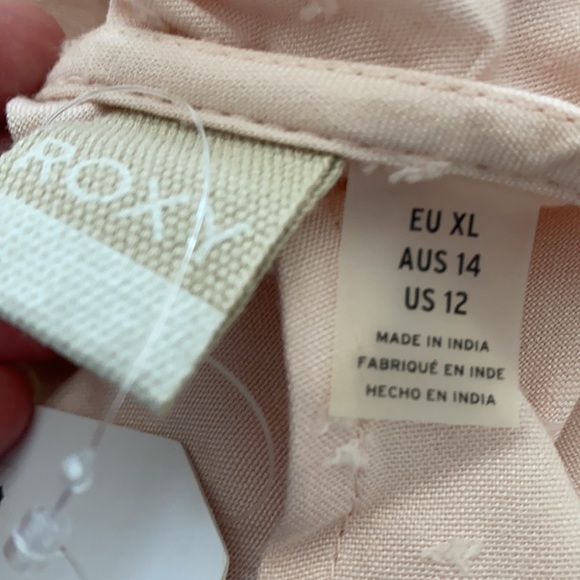 ROXY
EU XL
AUS 14
US 12
MADE IN INDIA
FABRIQUÉ EN INDE
HECHO EN INDIA